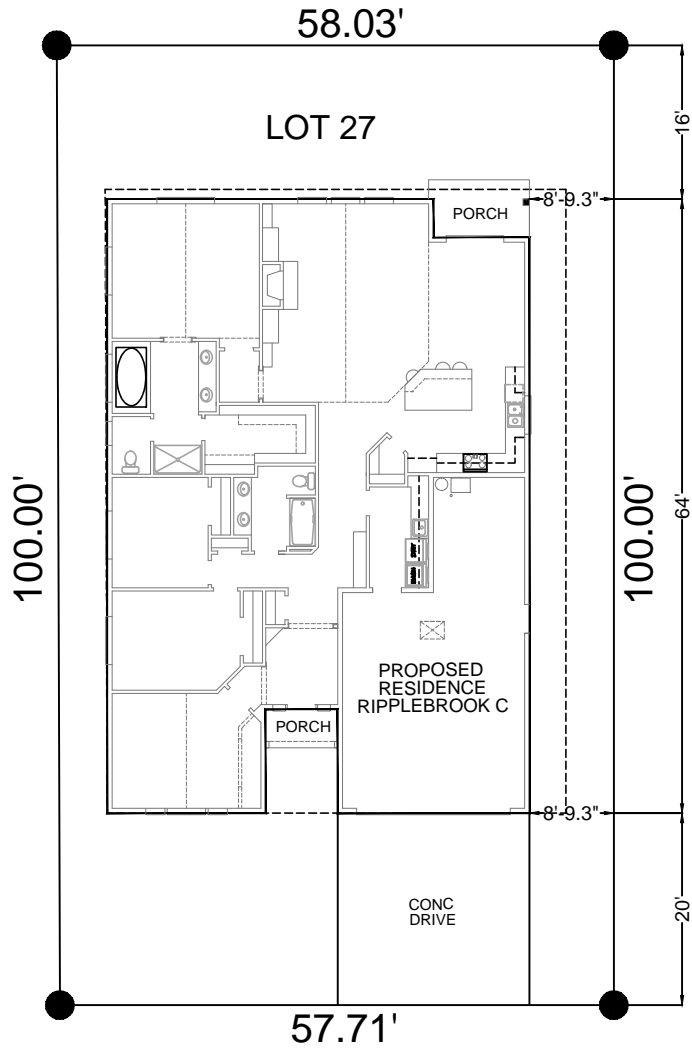 58.03'
16'
LOT 27
PORCH
8'-9.3"
100.00'
100.00'
64'
PROPOSED
RESIDENCE
RIPPLEBROOK C
PORCH
8'-9.3"
CONC
DRIVE
20'
57.71'